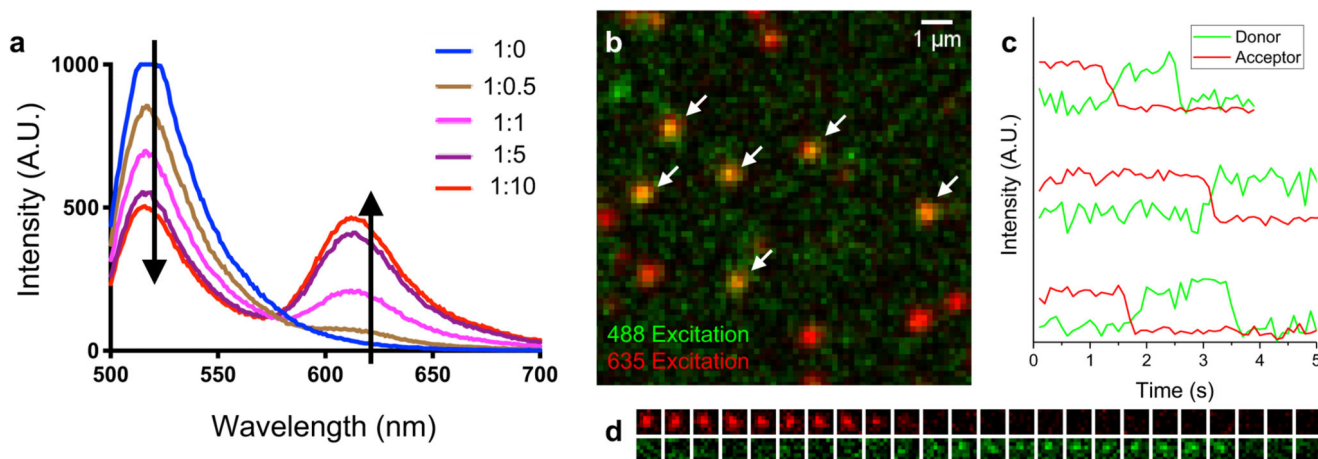 a
Intensity (A.U.)
1000
500
0
500
550
600
650
700
Wavelength (nm)
1:0
1:0.5
1:1
1:5
1:10
b
1 µm
488 Excitation
635 Excitation
c
Donor
Acceptor
Intensity (A.U.)
0
1
2
3
4
5
Time (s)
d